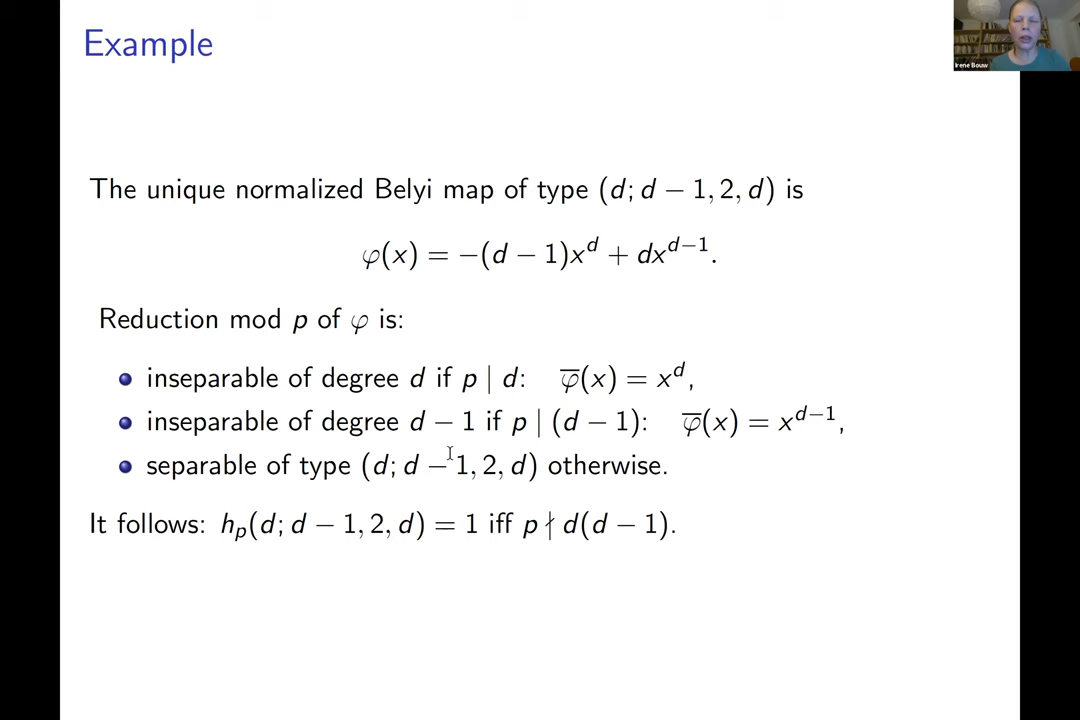 Example
Irene Bouw
The unique normalized Belyi map of type (d; d − 1, 2, d) is
φ(x) = −(d − 1)x^d + dx^{d−1}.
Reduction mod p of φ is:
inseparable of degree d if p | d: φ̅(x) = x^d,
inseparable of degree d − 1 if p | (d − 1): φ̅(x) = x^{d−1},
separable of type (d; d − 1, 2, d) otherwise.
It follows: h_p(d; d − 1, 2, d) = 1 iff p ∤ d(d − 1).